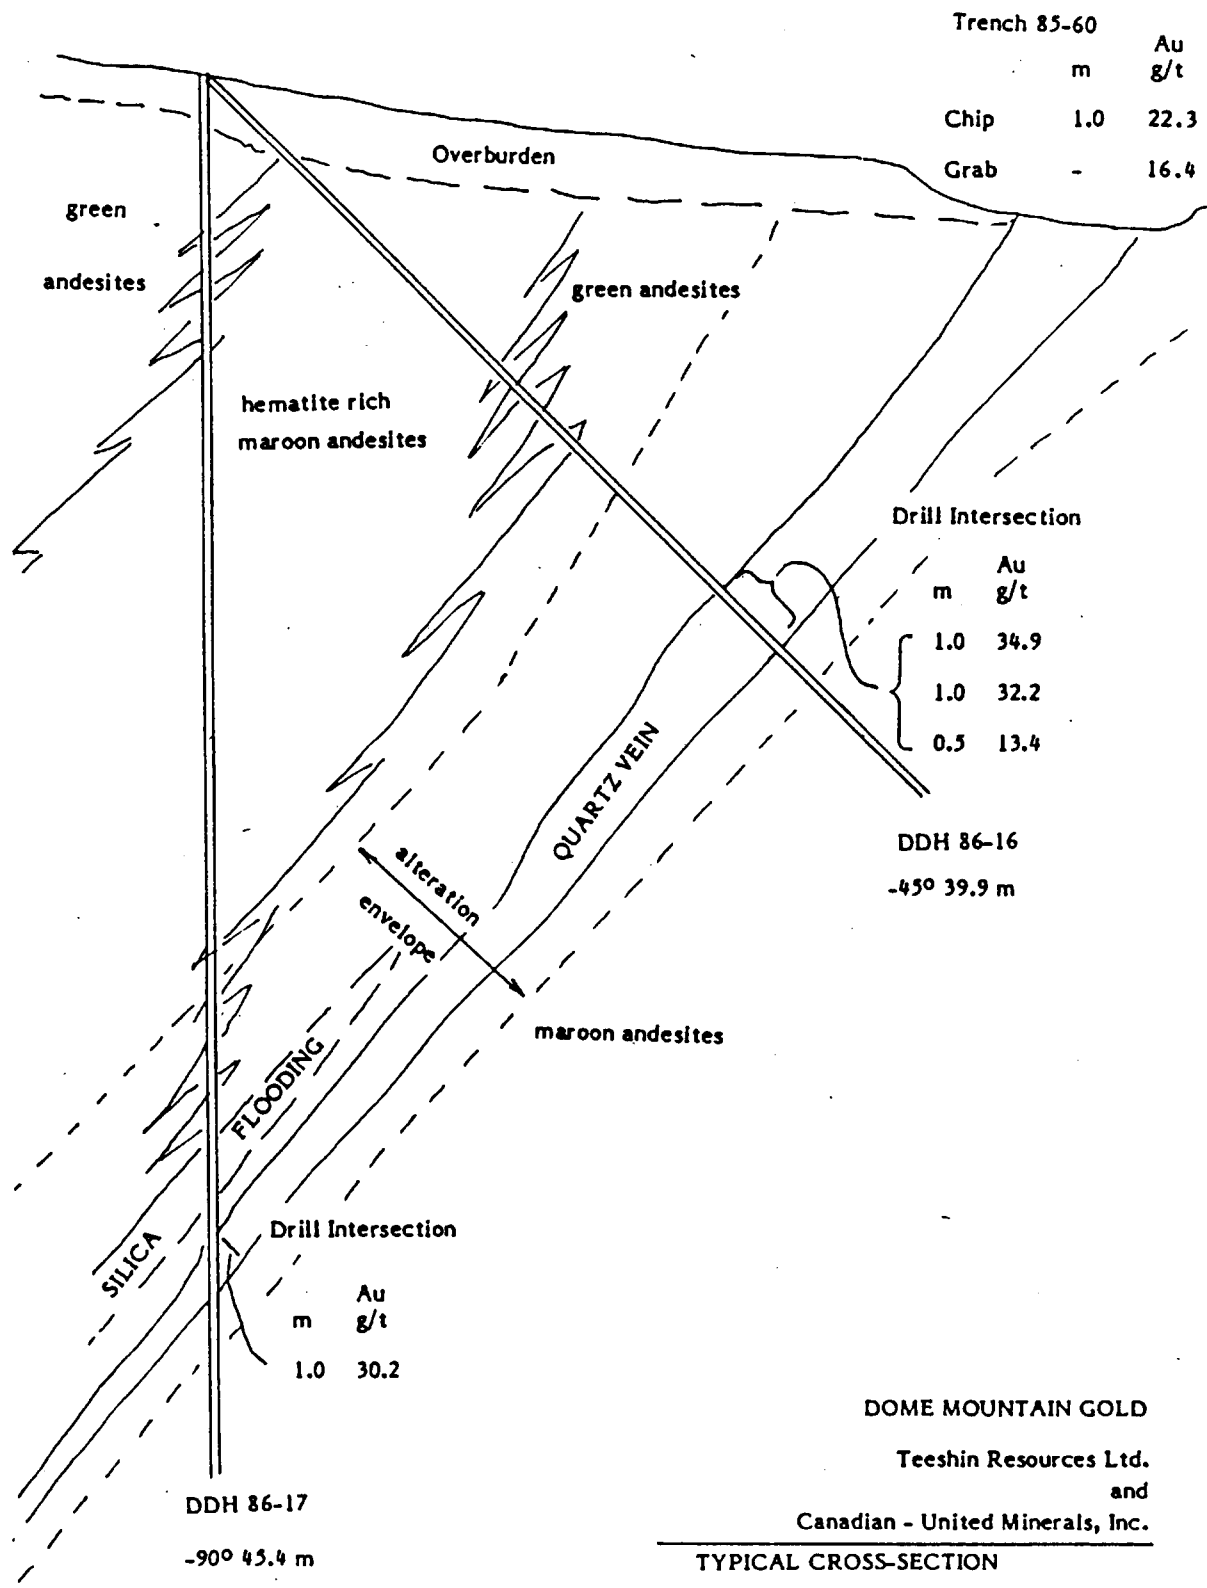 Trench 85-60
Au
m g/t
Chip 1.0 22.3
Grab - 16.4
Overburden
green
andesites
green andesites
hematite rich
maroon andesites
Drill Intersection
Au
m g/t
1.0 34.9
1.0 32.2
0.5 13.4
QUARTZ VEIN
DDH 86-16
-45º 39.9 m
alteration
envelope
maroon andesites
SILICA FLOODING
Drill Intersection
Au
m g/t
1.0 30.2
DDH 86-17
-90º 45.4 m
DOME MOUNTAIN GOLD
Teeshin Resources Ltd.
and
Canadian - United Minerals, Inc.
TYPICAL CROSS-SECTION